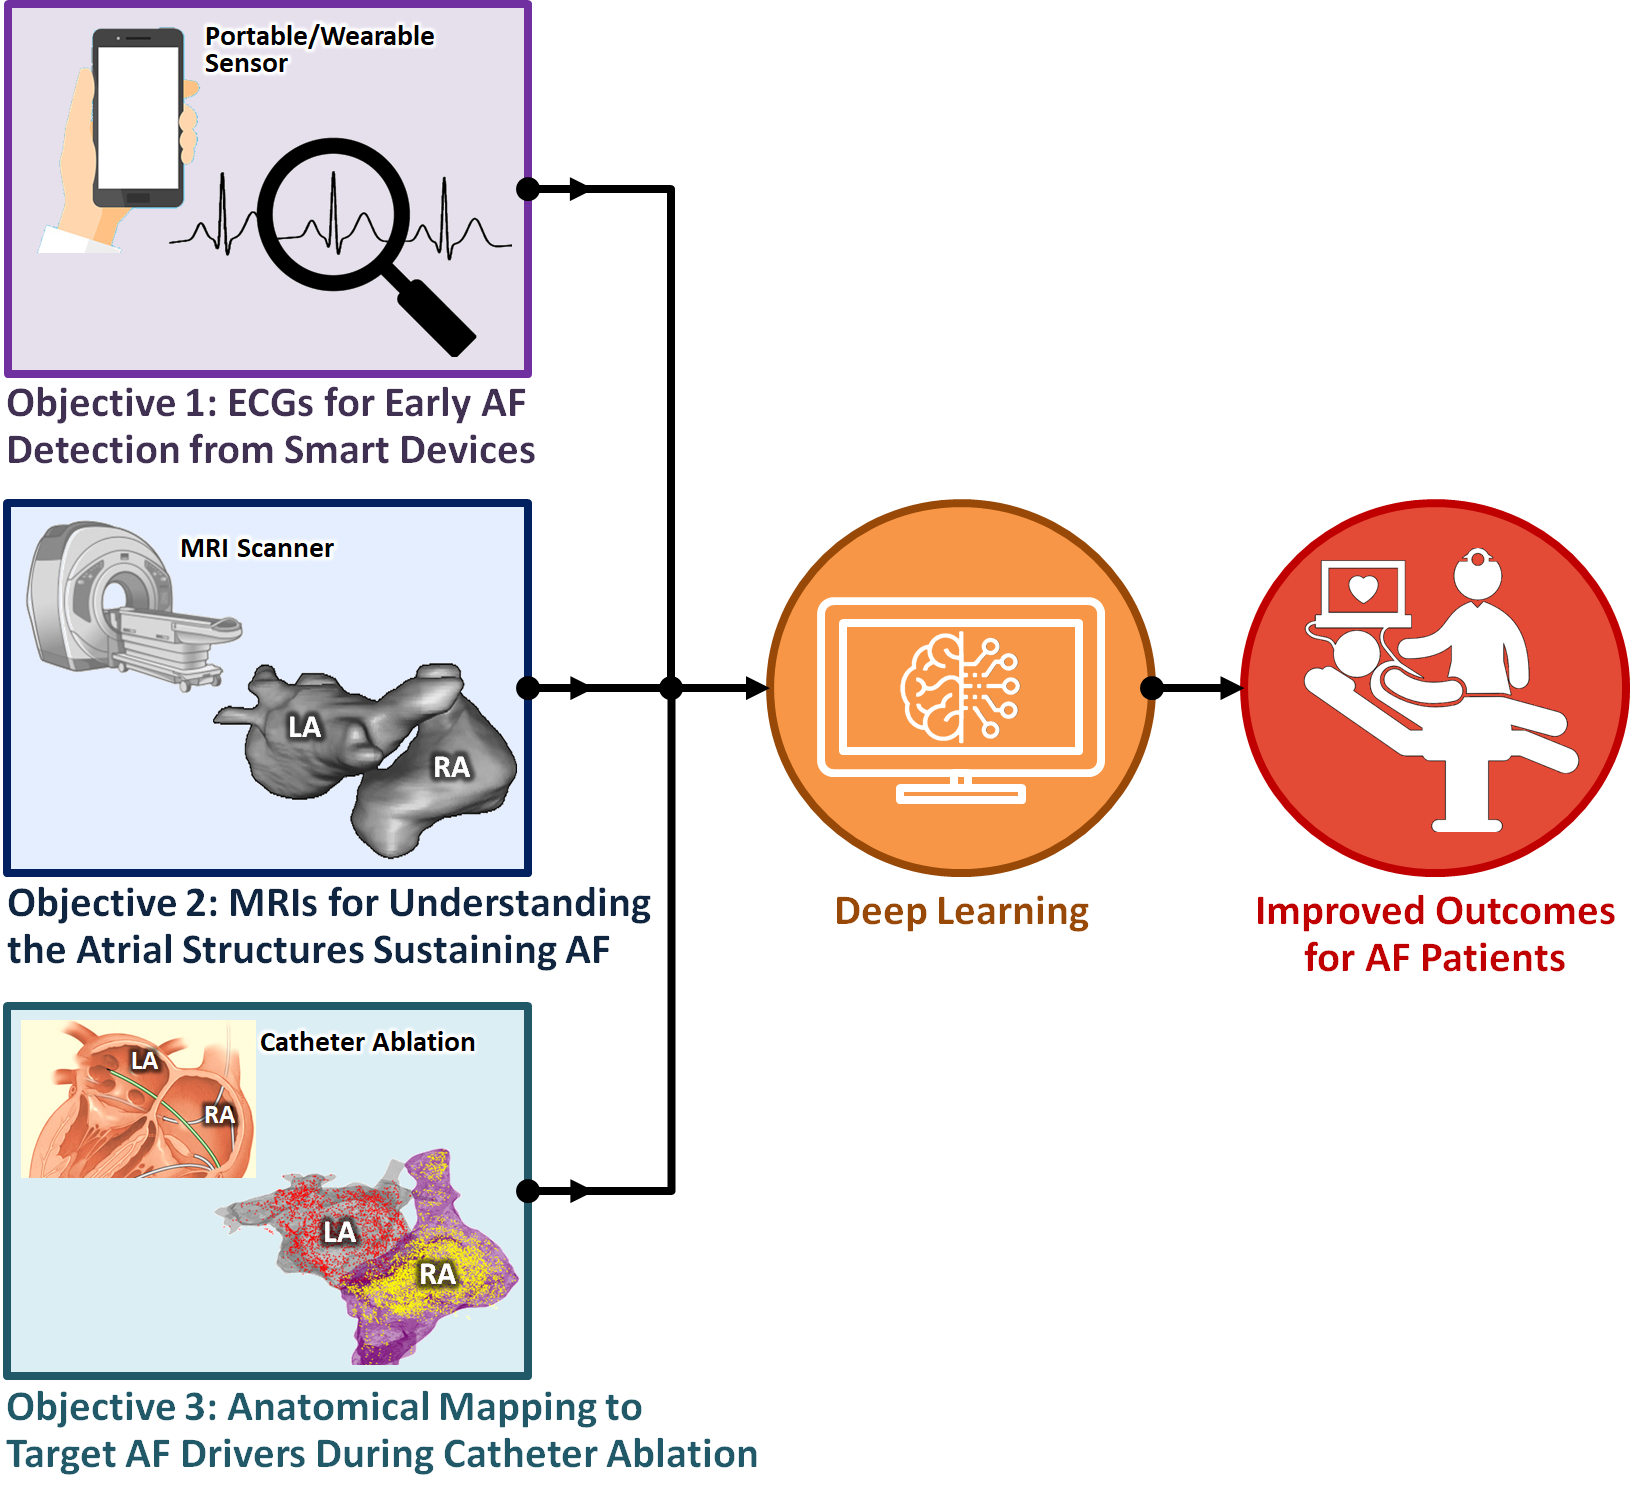 Portable/Wearable
Sensor
Objective 1: ECGs for Early AF
Detection from Smart Devices
MRI Scanner
LA
RA
Objective 2: MRIs for Understanding
the Atrial Structures Sustaining AF
Deep Learning
Improved Outcomes
for AF Patients
Catheter Ablation
LA
RA
LA
RA
Objective 3: Anatomical Mapping to
Target AF Drivers During Catheter Ablation